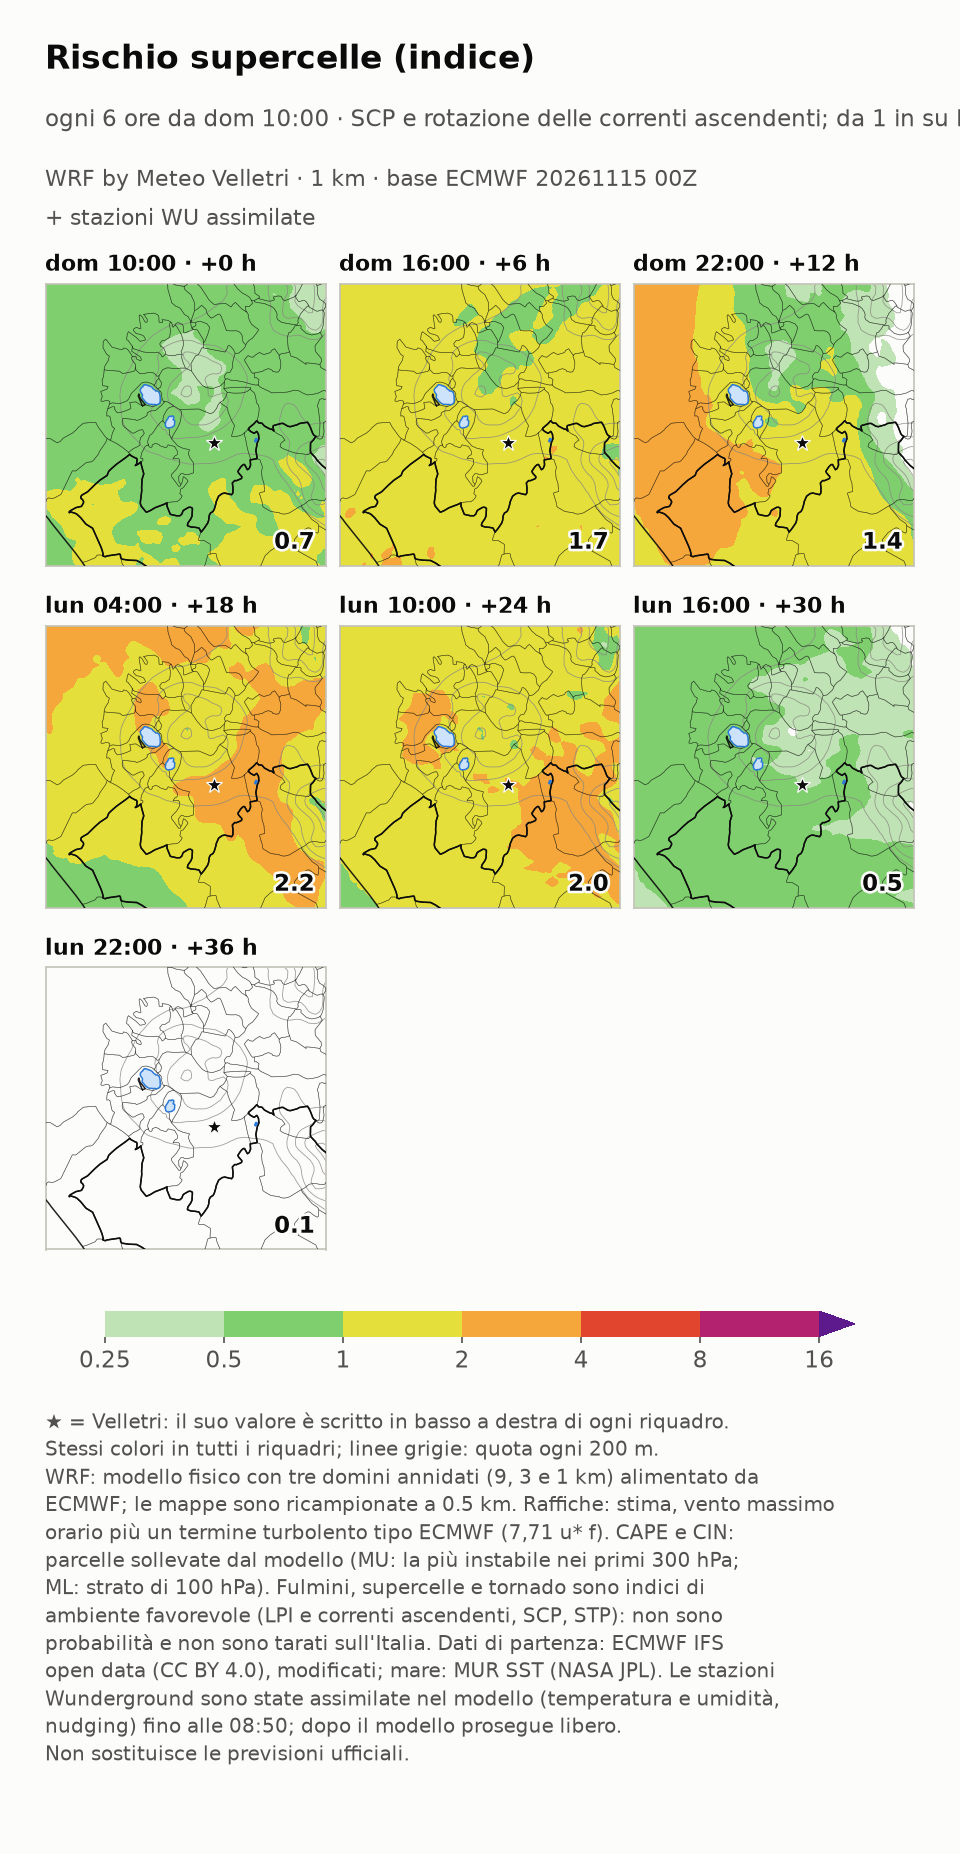 Rischio supercelle (indice)
ogni 6 ore da dom 10:00 · SCP e rotazione delle correnti ascendenti; da 1 in su
WRF by Meteo Velletri · 1 km · base ECMWF 20261115 00Z
+ stazioni WU assimilate
dom 10:00 · +0 h
dom 16:00 · +6 h
dom 22:00 · +12 h
0.7
1.7
1.4
lun 04:00 · +18 h
lun 10:00 · +24 h
lun 16:00 · +30 h
2.2
2.0
0.5
lun 22:00 · +36 h
0.1
0.25 0.5 1 2 4 8 16
★ = Velletri: il suo valore è scritto in basso a destra di ogni riquadro.
Stessi colori in tutti i riquadri; linee grigie: quota ogni 200 m.
WRF: modello fisico con tre domini annidati (9, 3 e 1 km) alimentato da
ECMWF; le mappe sono ricampionate a 0.5 km. Raffiche: stima, vento massimo
orario più un termine turbolento tipo ECMWF (7,71 u* f). CAPE e CIN:
parcelle sollevate dal modello (MU: la più instabile nei primi 300 hPa;
ML: strato di 100 hPa). Fulmini, supercelle e tornado sono indici di
ambiente favorevole (LPI e correnti ascendenti, SCP, STP): non sono
probabilità e non sono tarati sull'Italia. Dati di partenza: ECMWF IFS
open data (CC BY 4.0), modificati; mare: MUR SST (NASA JPL). Le stazioni
Wunderground sono state assimilate nel modello (temperatura e umidità,
nudging) fino alle 08:50; dopo il modello prosegue libero.
Non sostituisce le previsioni ufficiali.